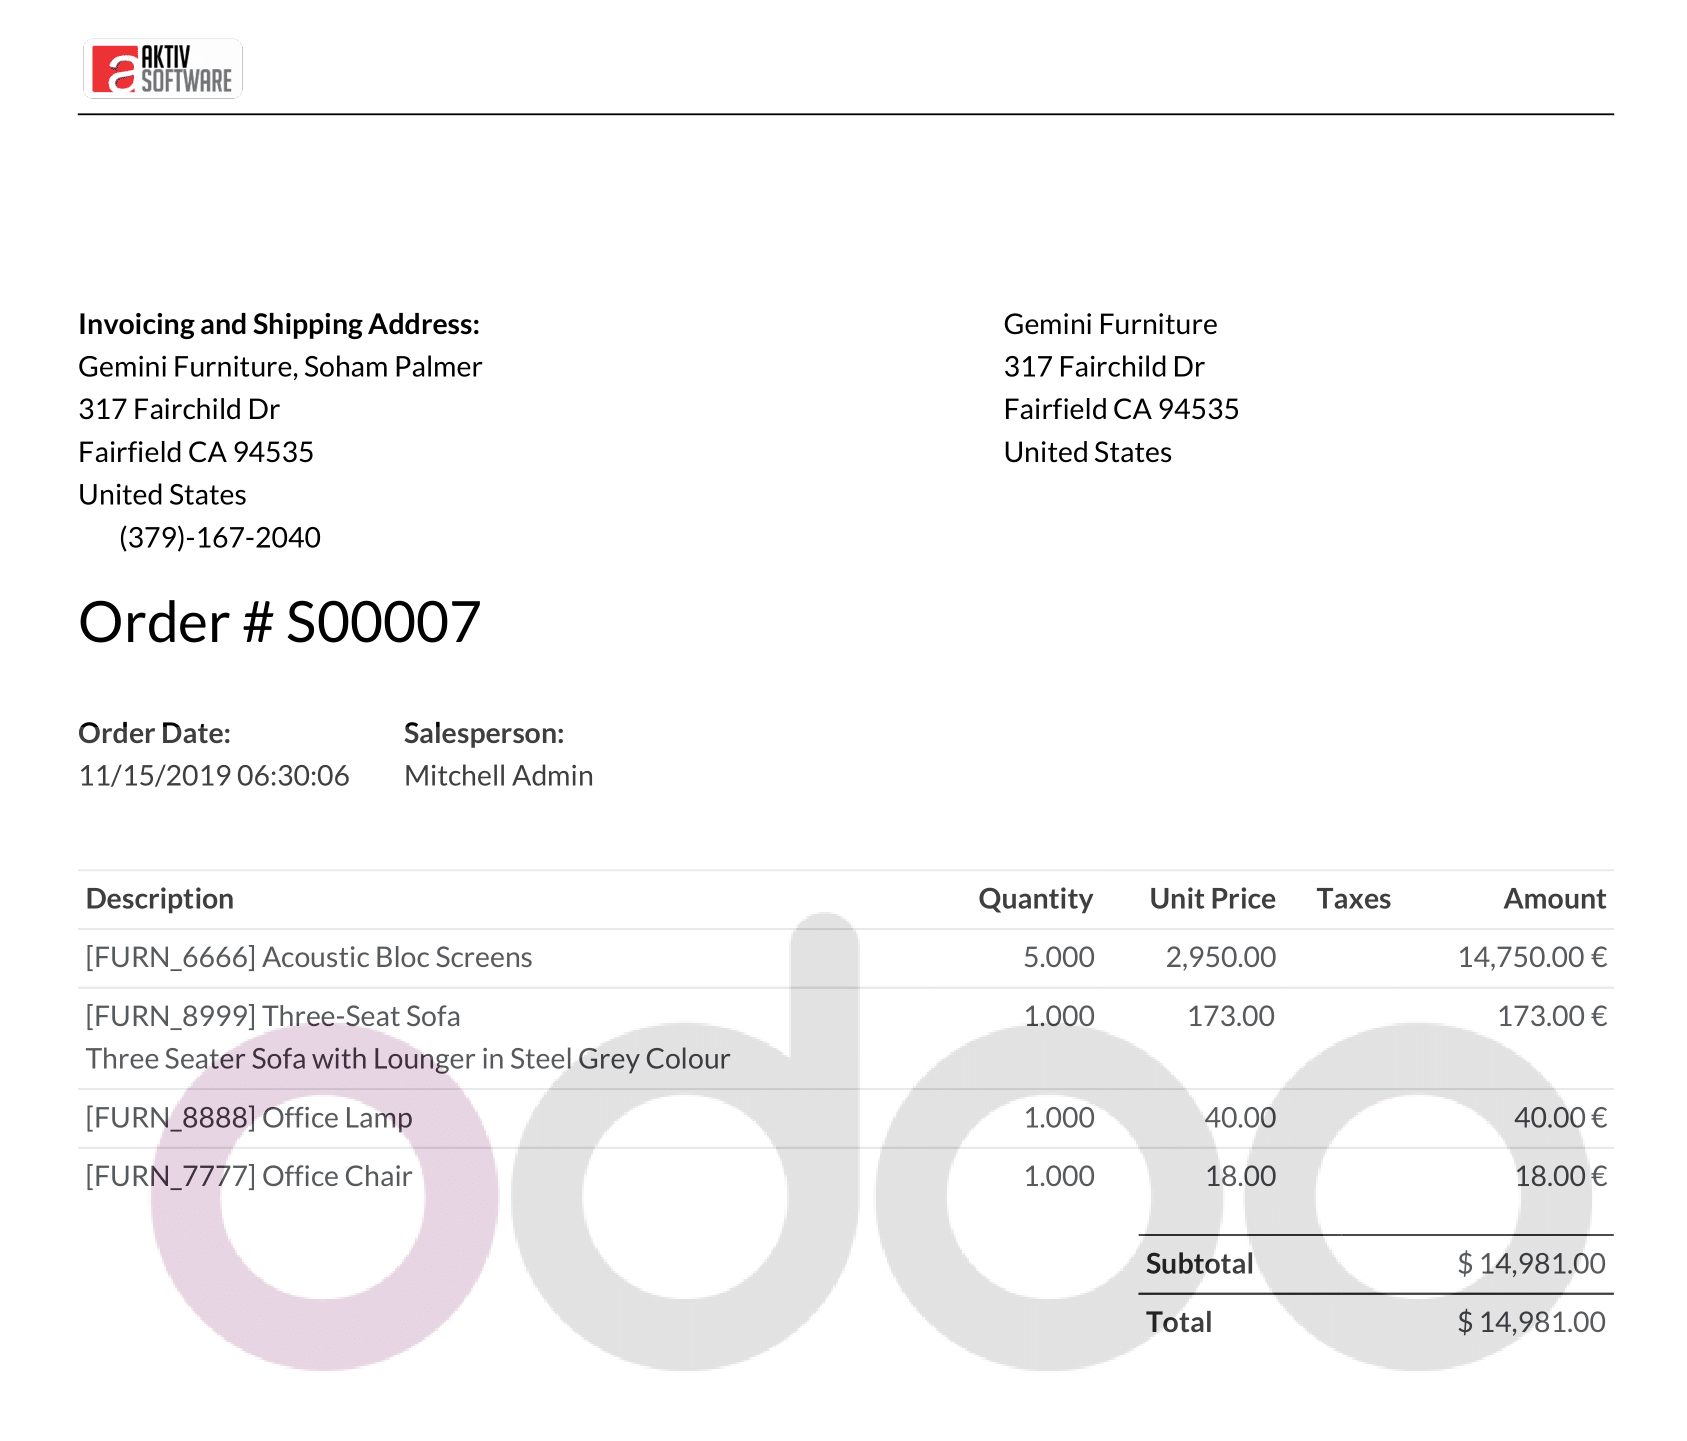 AKTIV
SOFTWARE
Invoicing and Shipping Address:
Gemini Furniture, Soham Palmer
317 Fairchild Dr
Fairfield CA 94535
United States
(379)-167-2040
Gemini Furniture
317 Fairchild Dr
Fairfield CA 94535
United States
Order # S00007
Order Date: Salesperson:
11/15/2019 06:30:06 Mitchell Admin
Description Quantity Unit Price Taxes Amount
[FURN_6666] Acoustic Bloc Screens 5.000 2,950.00 14,750.00 €
[FURN_8999] Three-Seat Sofa 1.000 173.00 173.00 €
Three Seater Sofa with Lounger in Steel Grey Colour
[FURN_8888] Office Lamp 1.000 40.00 40.00 €
[FURN_7777] Office Chair 1.000 18.00 18.00 €
Subtotal $ 14,981.00
Total $ 14,981.00
odoo